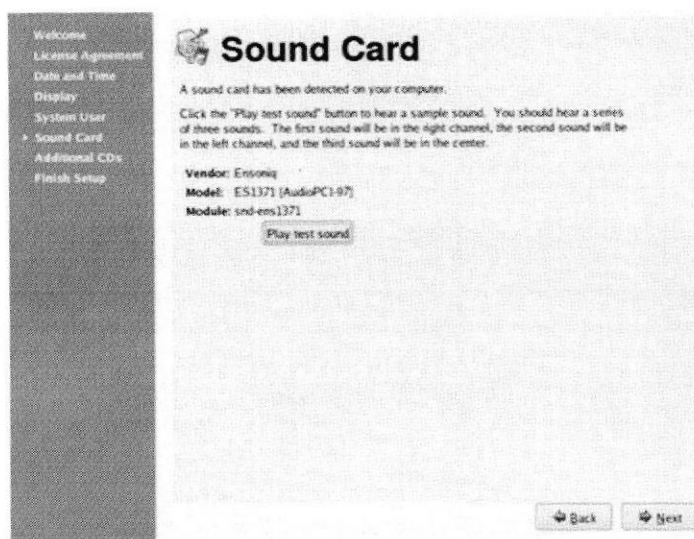 Welcome
License Agreement
Date and Time
Display
System User
Sound Card
Additional CDs
Finish Setup
Sound Card
A sound card has been detected on your computer.
Click the "Play test sound" button to hear a sample sound. You should hear a series
of three sounds. The first sound will be in the right channel, the second sound will be
in the left channel, and the third sound will be in the center.
Vendor: Ensoniq
Model: ES1371 [AudioPCI-97]
Module: snd-ens1371
Play test sound
Back
Next